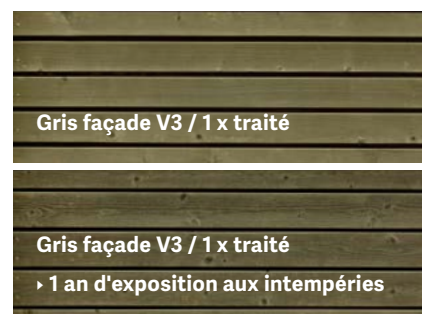 Gris façade V3 / 1 x traité
Gris façade V3 / 1 x traité
▸ 1 an d'exposition aux intempéries